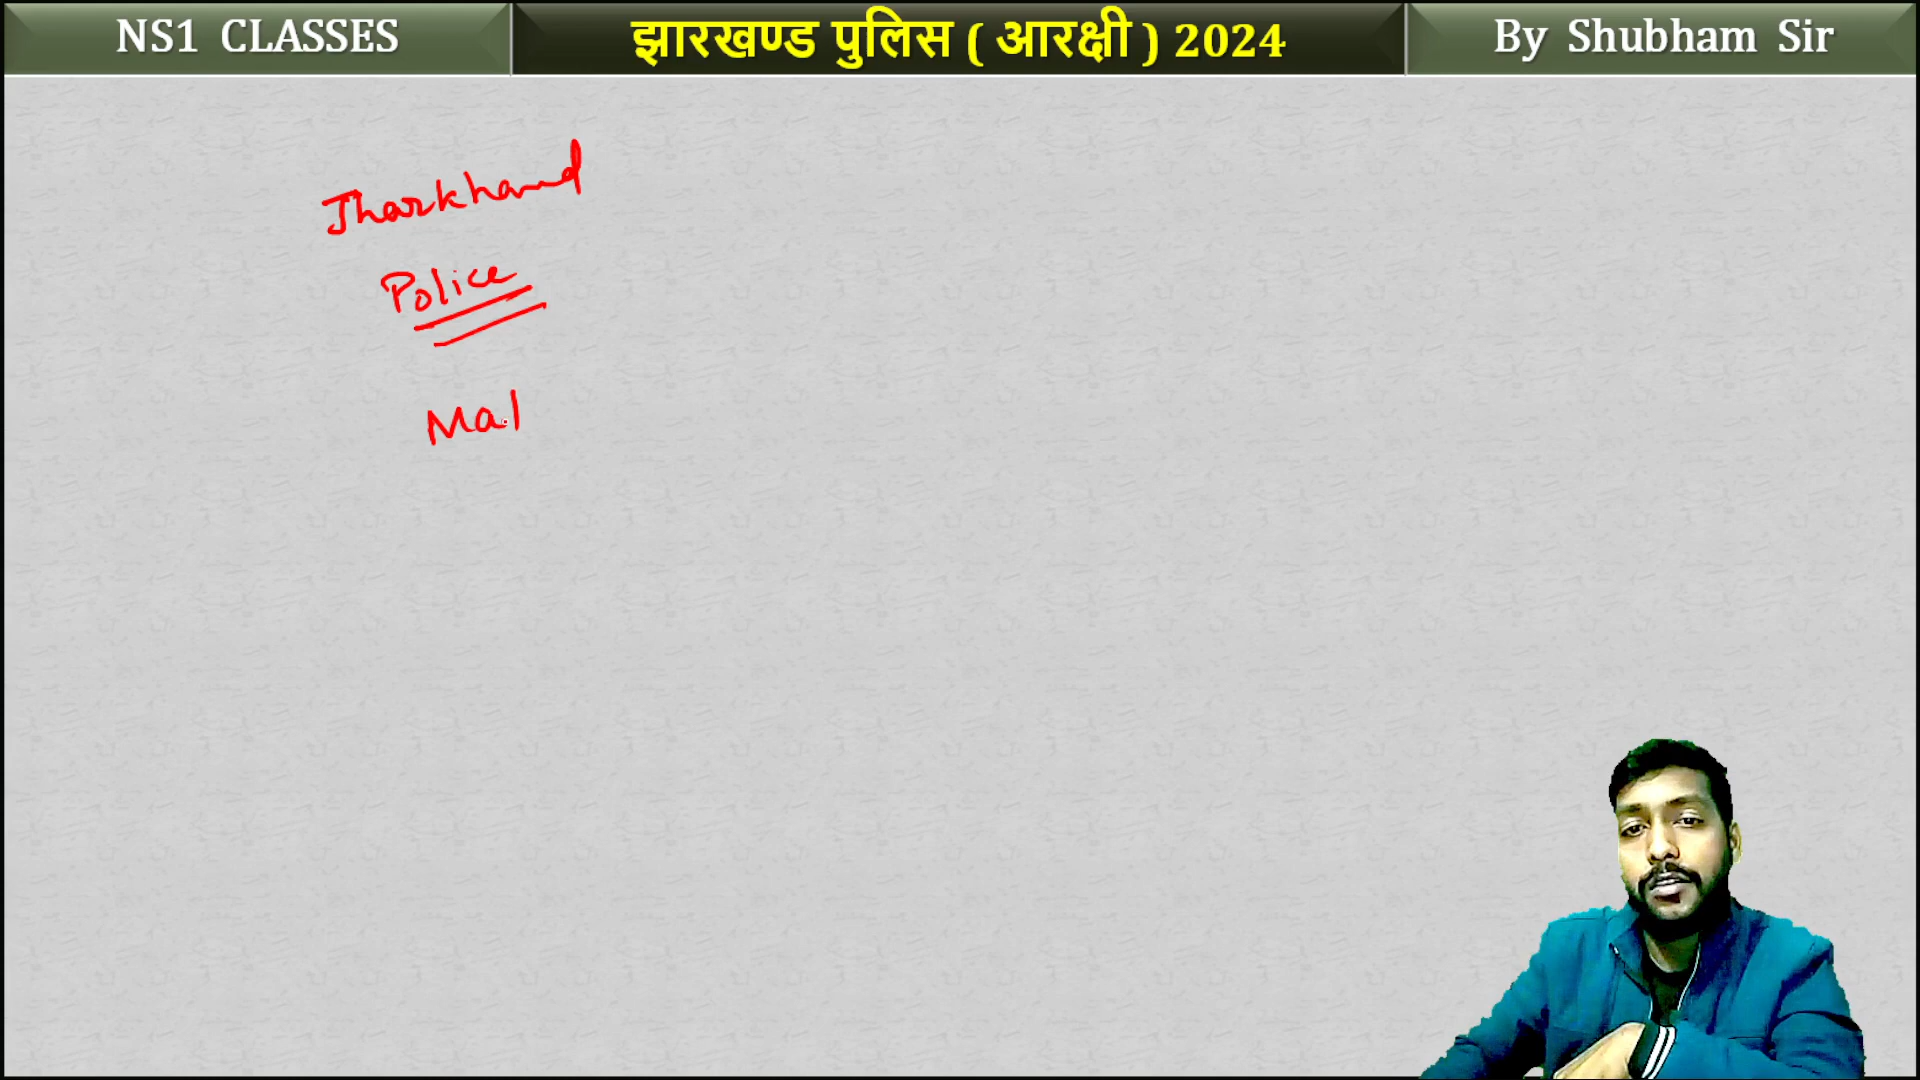 NS1 CLASSES
झारखण्ड पुलिस ( आरक्षी ) 2024
By Shubham Sir
Jharkhand
Police
Mal